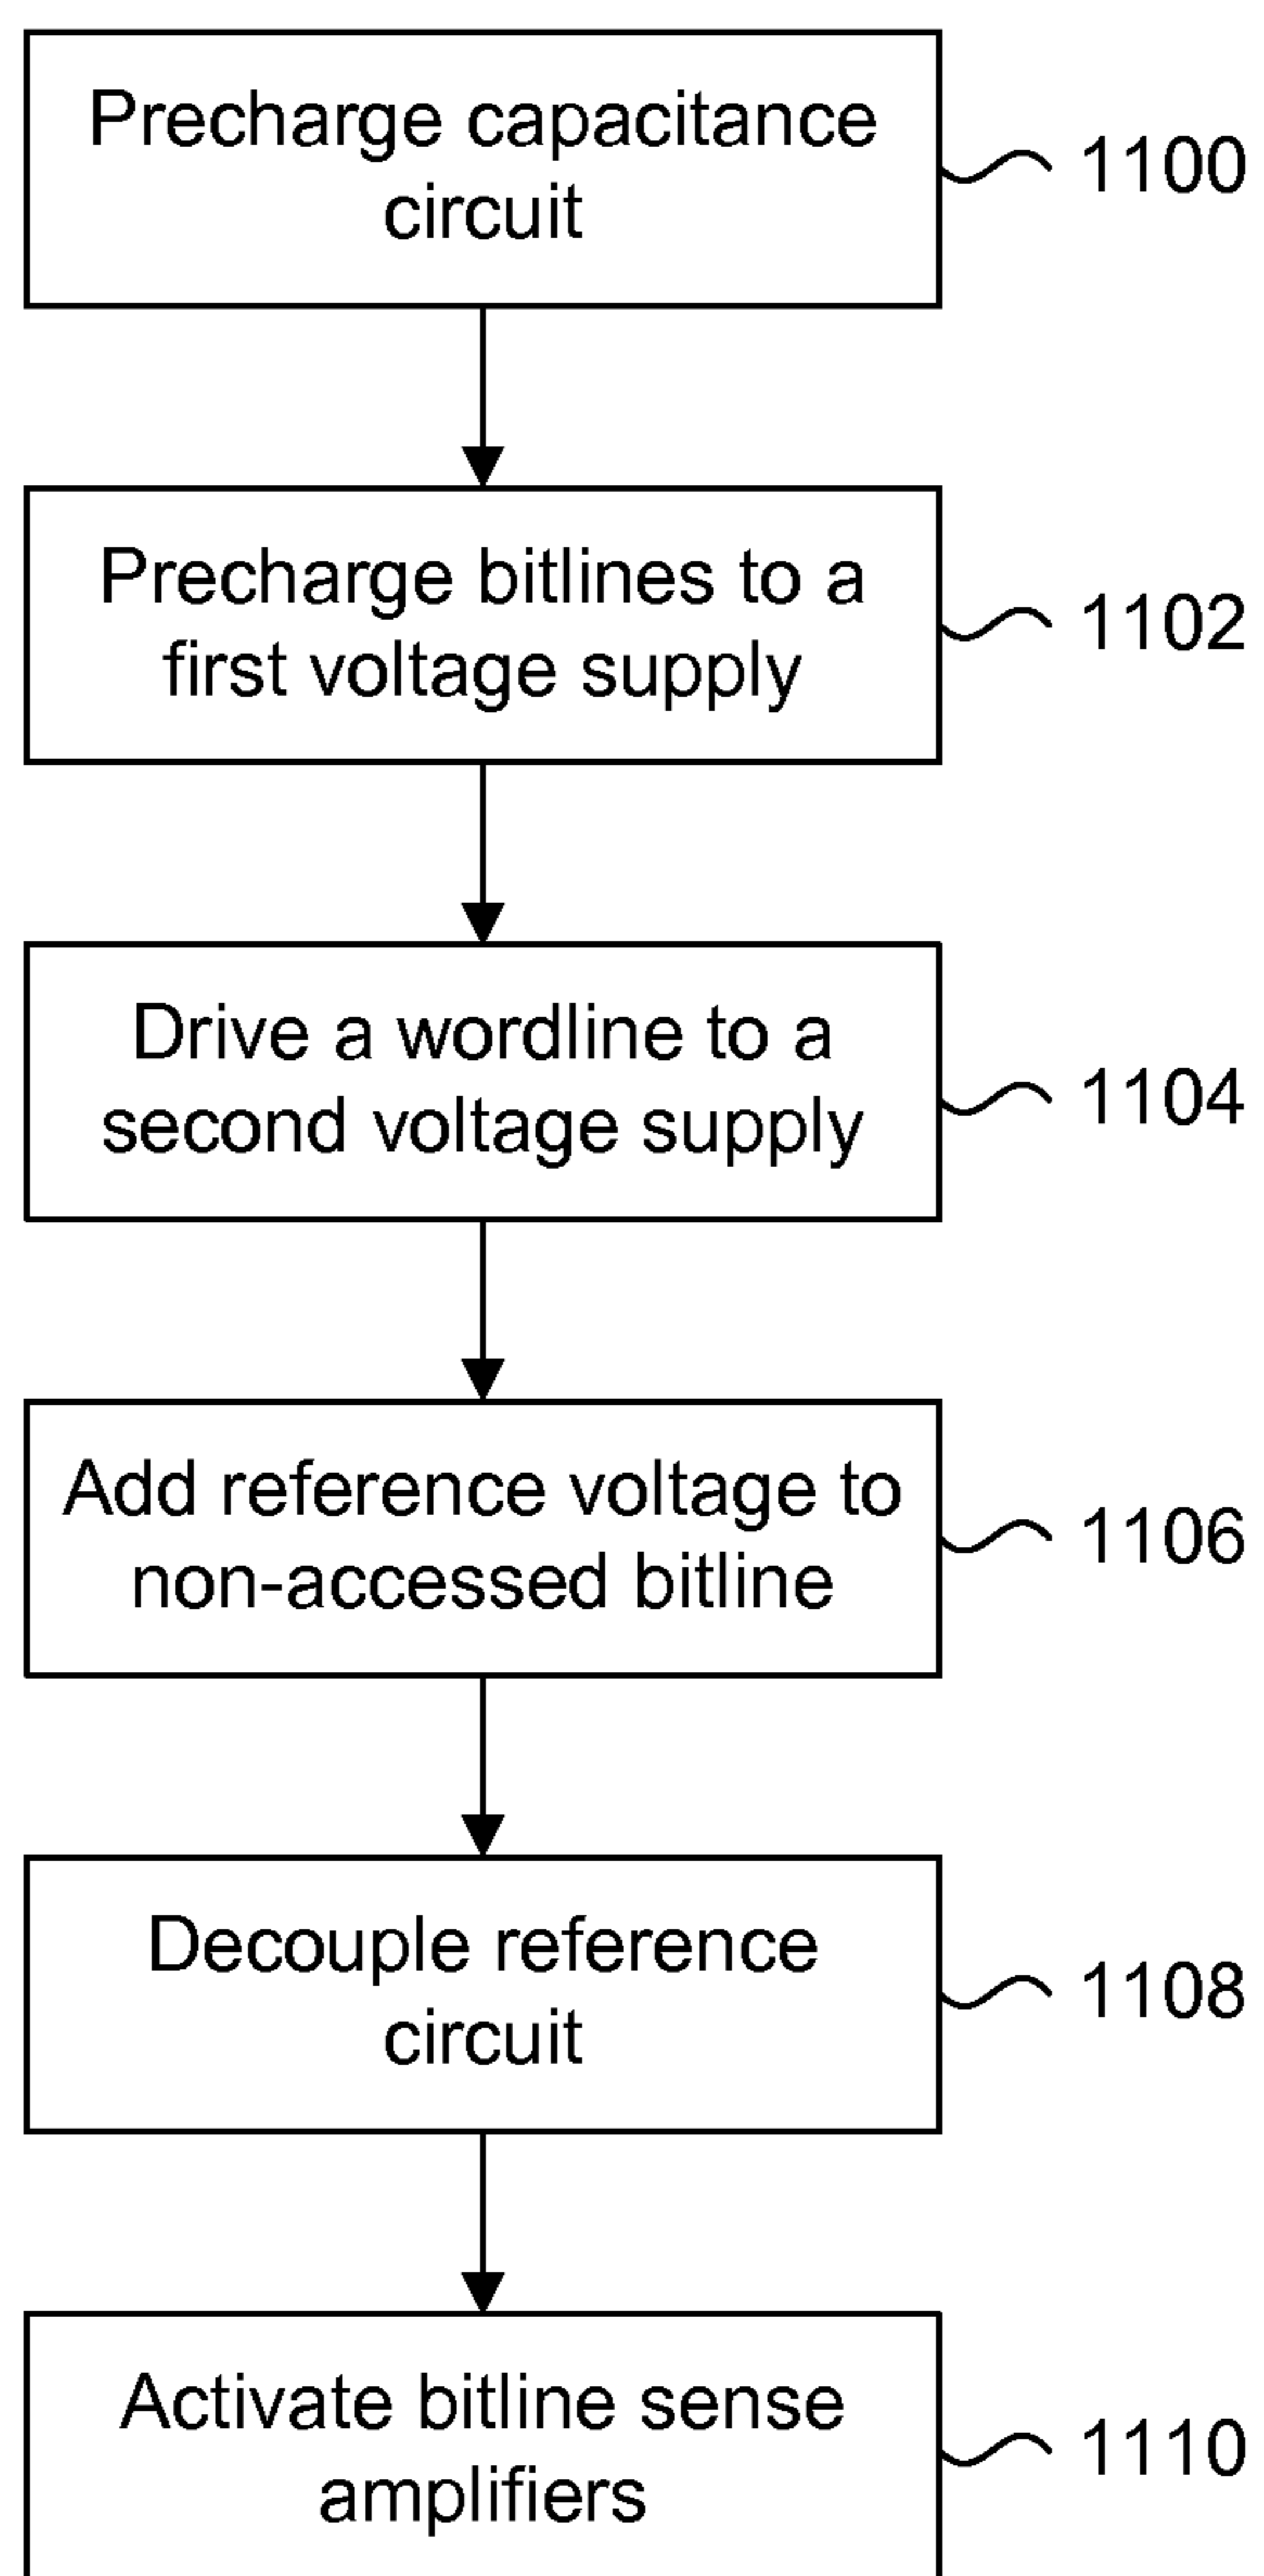 Precharge capacitance
circuit
1100
Precharge bitlines to a
first voltage supply
1102
Drive a wordline to a
second voltage supply
1104
Add reference voltage to
non-accessed bitline
1106
Decouple reference
circuit
1108
Activate bitline sense
amplifiers
1110